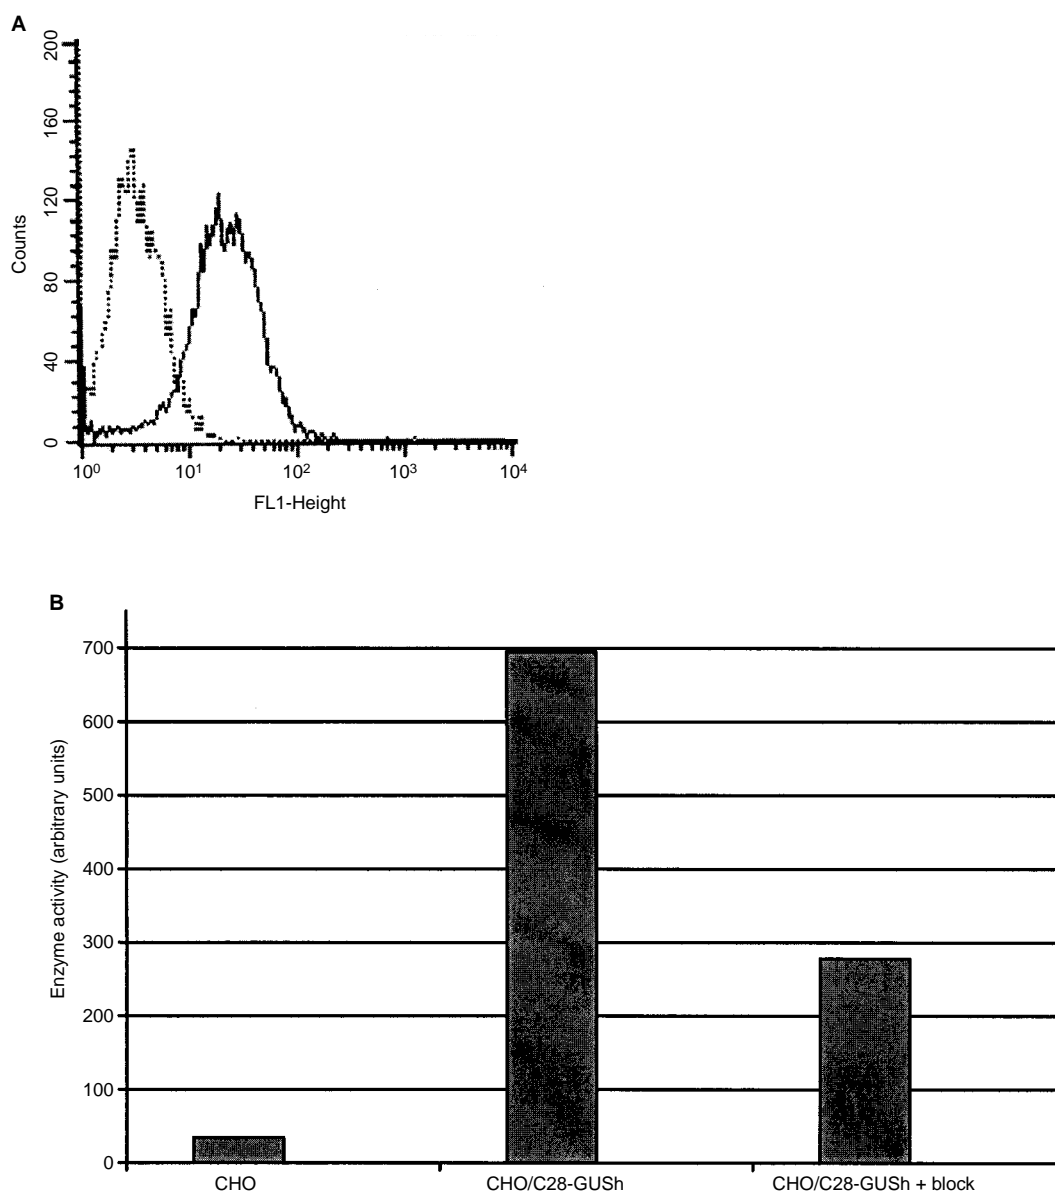 A
200
160
120
80
40
0
Counts
10⁰ 10¹ 10² 10³ 10⁴
FL1-Height
B
700
600
500
400
300
200
100
0
Enzyme activity (arbitrary units)
CHO CHO/C28-GUSh CHO/C28-GUSh + block